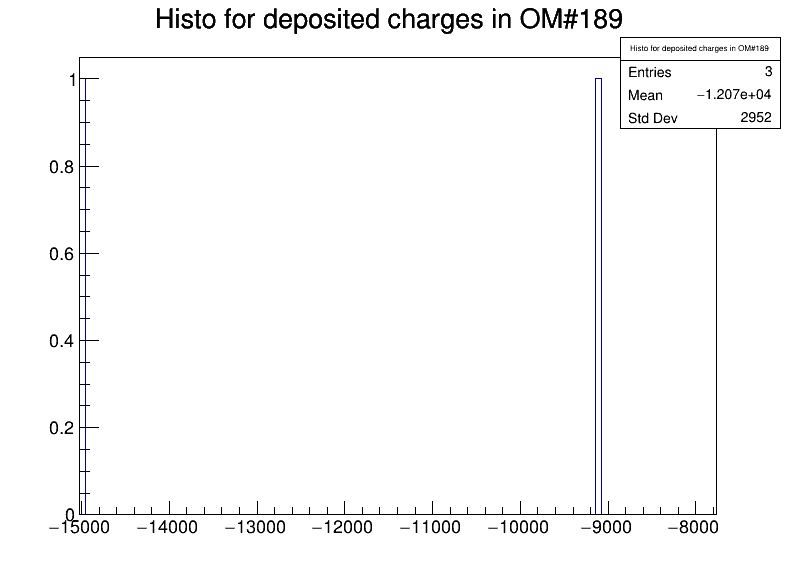 Histo for deposited charges in OM#189
Histo for deposited charges in OM#189
Entries 3
Mean −1.207e+04
Std Dev 2952
1
0.8
0.6
0.4
0.2
0
−15000 −14000 −13000 −12000 −11000 −10000 −9000 −8000